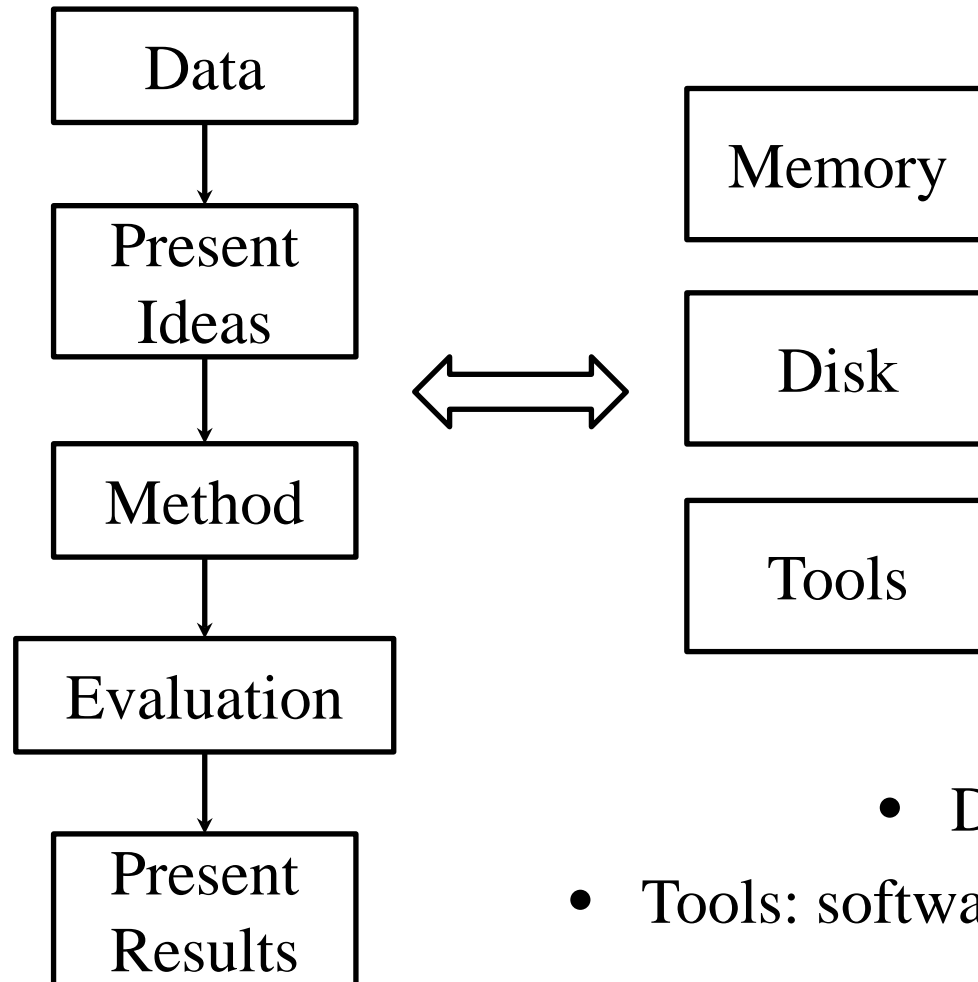 Data
Present
Ideas
Method
Evaluation
Present
Results
Memory
Disk
Tools
• D
• Tools: softwa